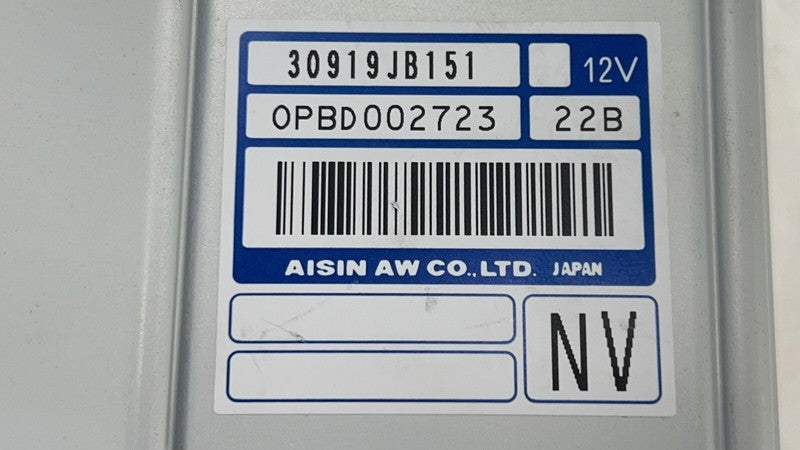 30919JB151 12V
0PBD002723 22B
AISIN AW CO.,LTD. JAPAN
NV